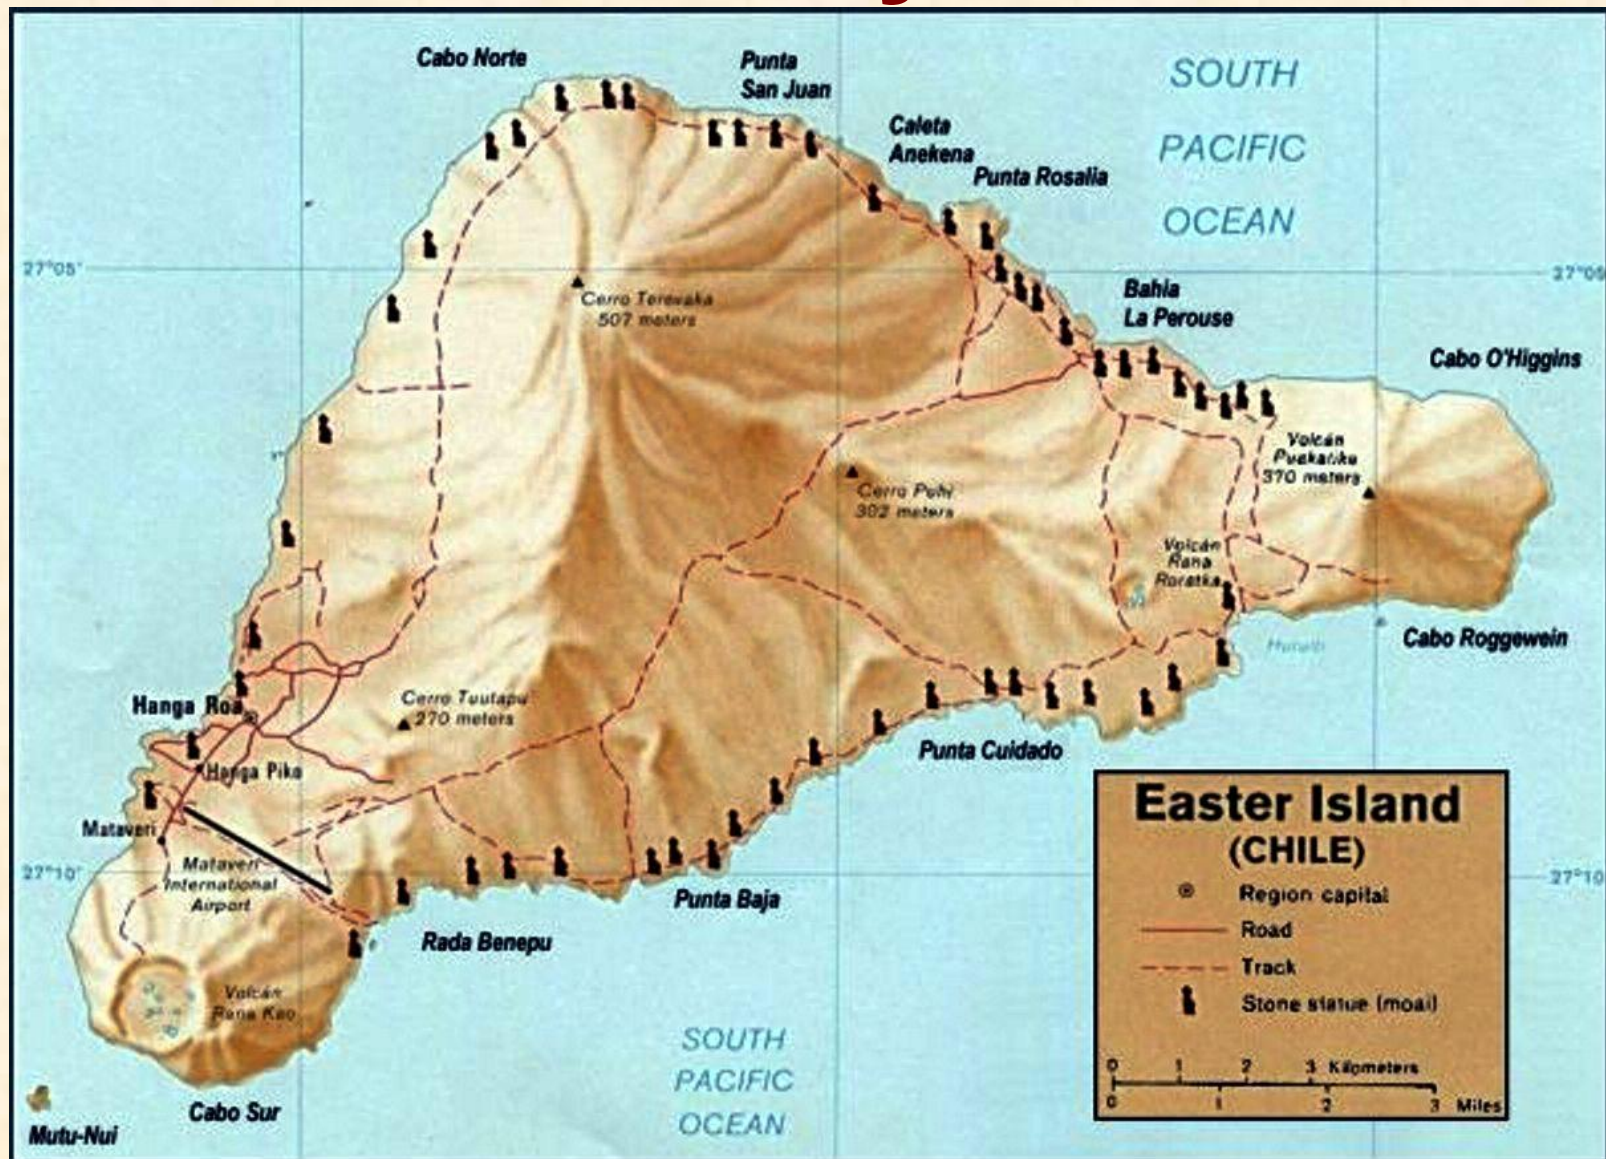 Cabo Norte
Punta
San Juan
SOUTH
PACIFIC
OCEAN
Caleta
Anekena
Punta Rosalia
27°05'
27°05
Cerro Terevaka
507 meters
Bahia
La Perouse
Cabo O'Higgins
Volcán
Puakatiku
370 meters
Cerro Puhi
302 meters
Volcán
Rana
Roratka
Cabo Roggewein
Hanga Roa
Cerro Tuutapu
270 meters
Punta Cuidado
Hanga Piko
Mataveri
Mataveri
International
Airport
27°10'
27°10
Punta Baja
Rada Benepu
Volcán
Rana Kao
SOUTH
PACIFIC
OCEAN
Cabo Sur
Mutu-Nui
Easter Island
(CHILE)
Region capital
Road
Track
Stone statue (moai)
0 1 2 3 Kilometers
0 1 2 3 Miles